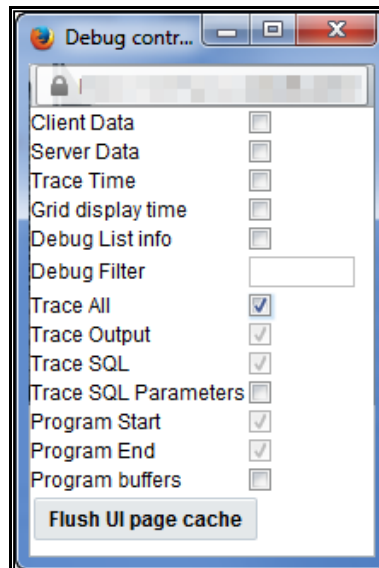 Debug contr...
Client Data
Server Data
Trace Time
Grid display time
Debug List info
Debug Filter
Trace All
Trace Output
Trace SQL
Trace SQL Parameters
Program Start
Program End
Program buffers
Flush UI page cache